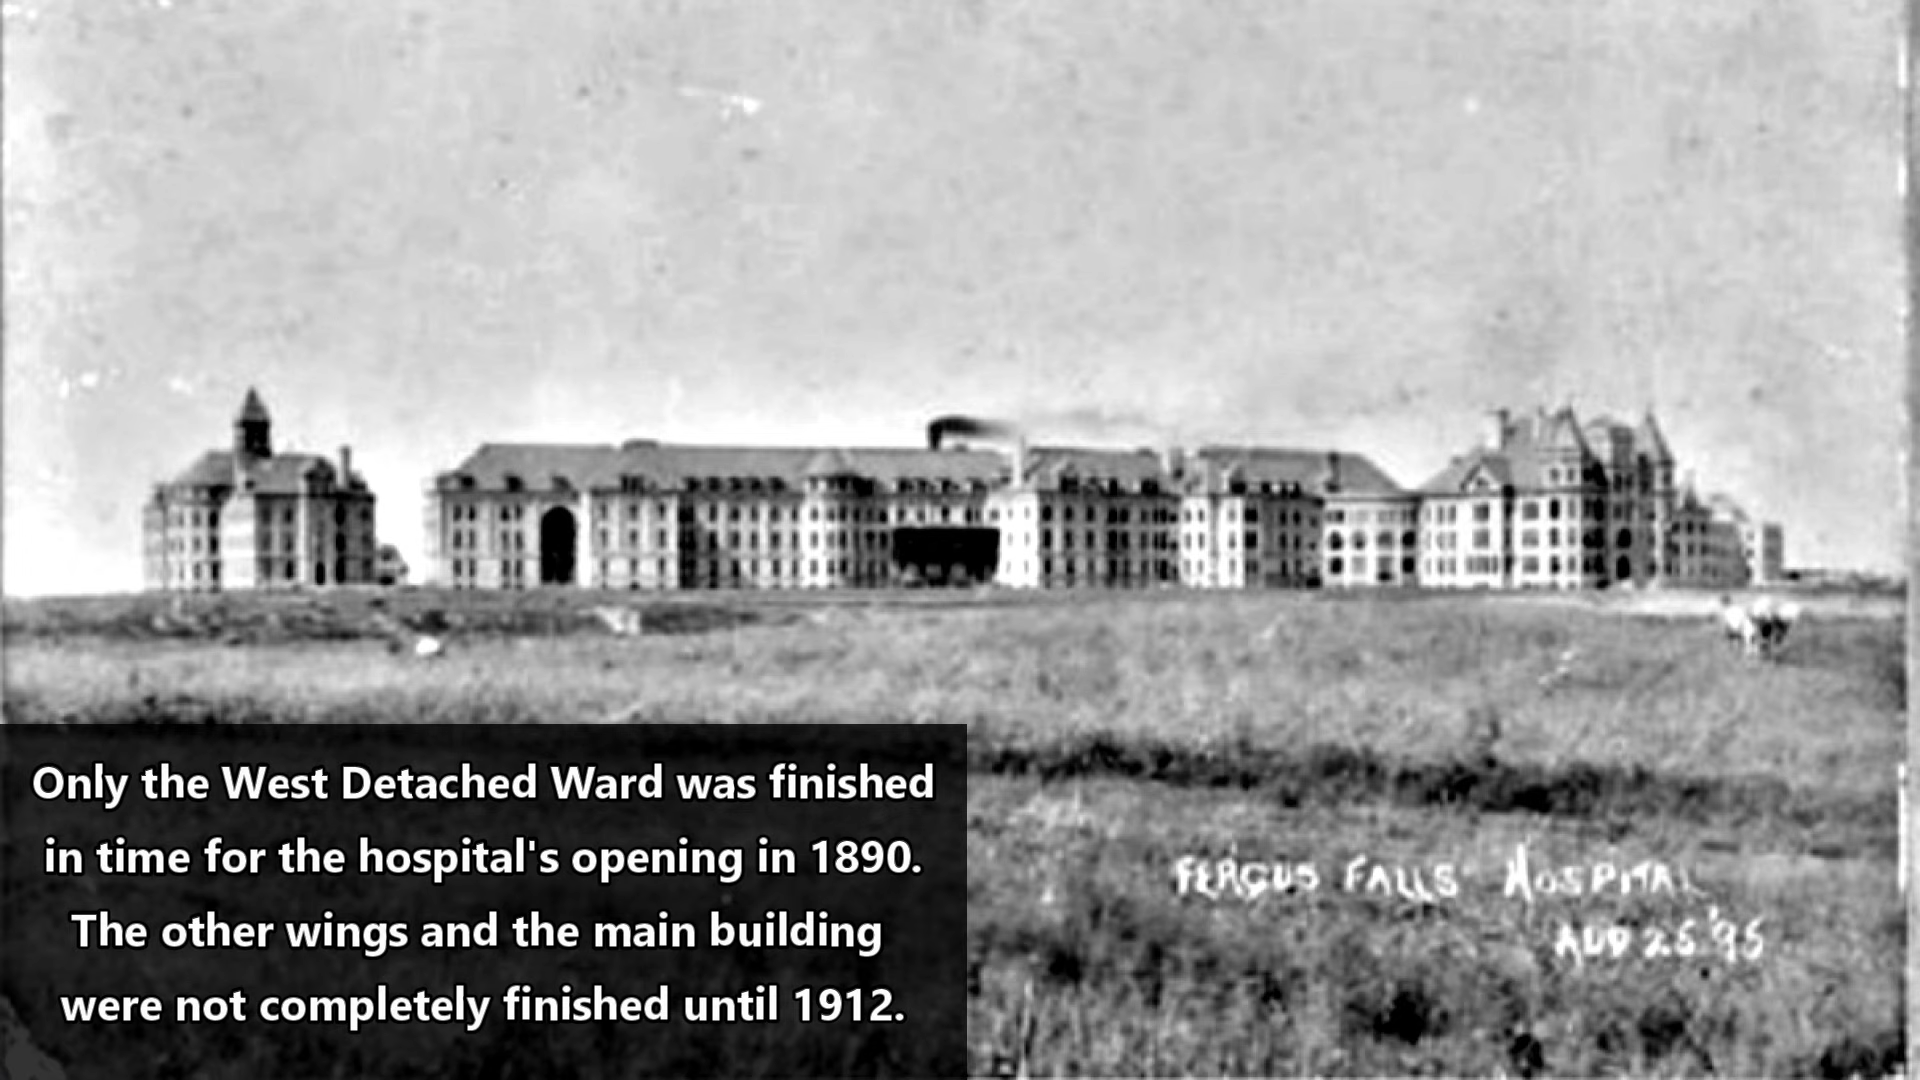 Only the West Detached Ward was finished
in time for the hospital's opening in 1890.
The other wings and the main building
were not completely finished until 1912.
FERGUS FALLS HOSPITAL
AUG 25 '95